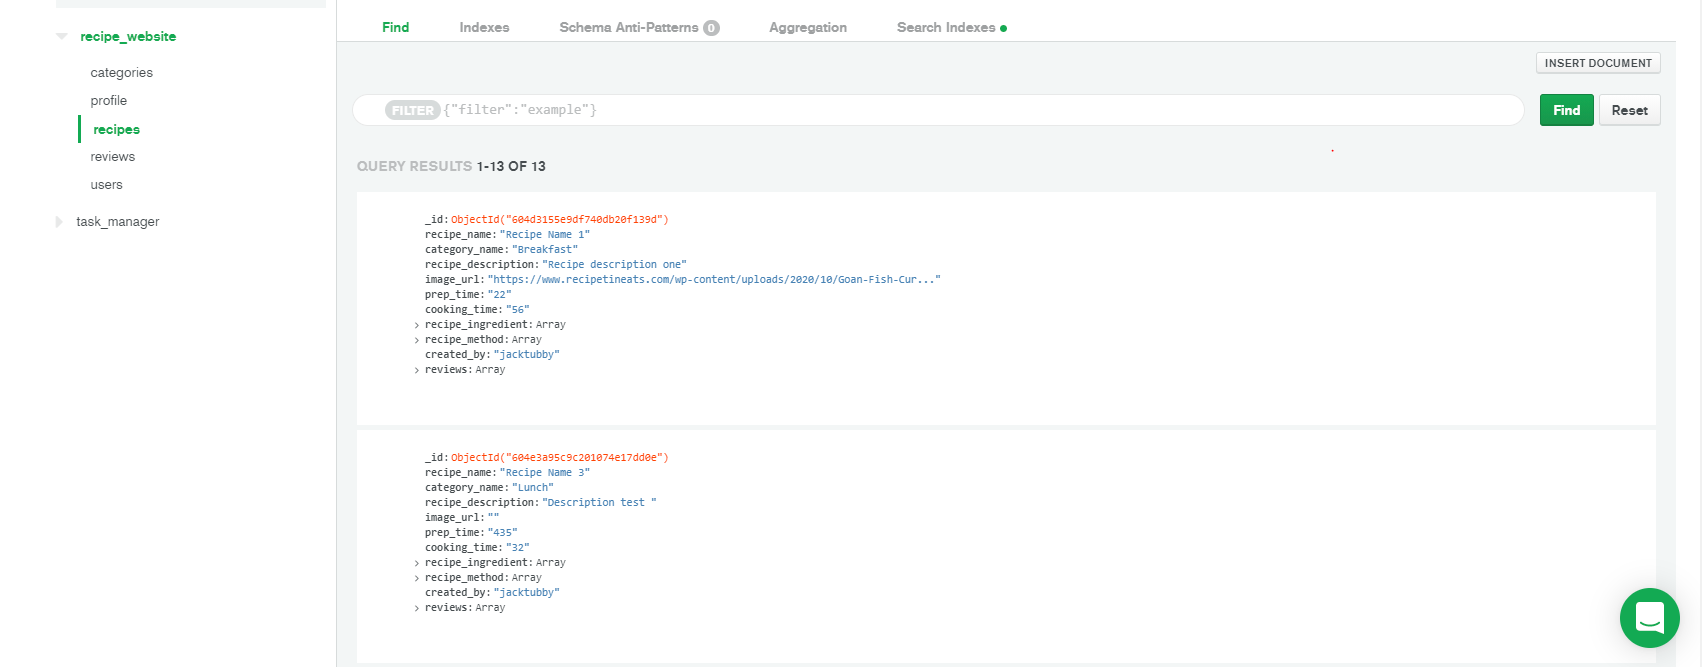 recipe_website
categories
profile
recipes
reviews
users
task_manager
Find Indexes Schema Anti-Patterns 0 Aggregation Search Indexes
INSERT DOCUMENT
FILTER {"filter":"example"} Find Reset
QUERY RESULTS 1-13 OF 13
_id: ObjectId("604d3155e9df740db20f139d")
recipe_name: "Recipe Name 1"
category_name: "Breakfast"
recipe_description: "Recipe description one"
image_url: "https://www.recipetineats.com/wp-content/uploads/2020/10/Goan-Fish-Cur..."
prep_time: "22"
cooking_time: "56"
recipe_ingredient: Array
recipe_method: Array
created_by: "jacktubby"
reviews: Array
_id: ObjectId("604e3a95c9c201074e17dd0e")
recipe_name: "Recipe Name 3"
category_name: "Lunch"
recipe_description: "Description test "
image_url: ""
prep_time: "435"
cooking_time: "32"
recipe_ingredient: Array
recipe_method: Array
created_by: "jacktubby"
reviews: Array